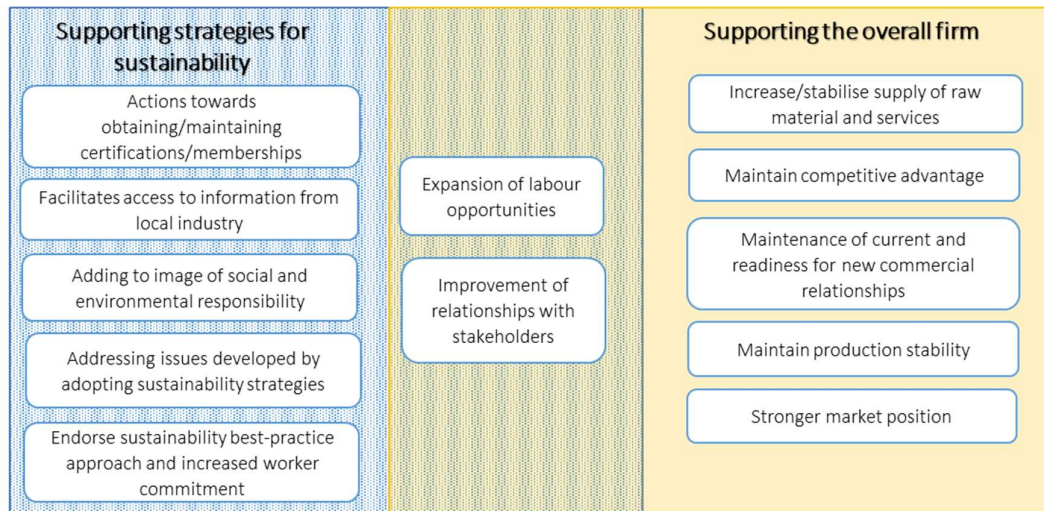 Supporting strategies for
sustainability
Actions towards
obtaining/maintaining
certifications/memberships
Facilitates access to information from
local industry
Adding to image of social and
environmental responsibility
Addressing issues developed by
adopting sustainability strategies
Endorse sustainability best-practice
approach and increased worker
commitment
Expansion of labour
opportunities
Improvement of
relationships with
stakeholders
Supporting the overall firm
Increase/stabilise supply of raw
material and services
Maintain competitive advantage
Maintenance of current and
readiness for new commercial
relationships
Maintain production stability
Stronger market position